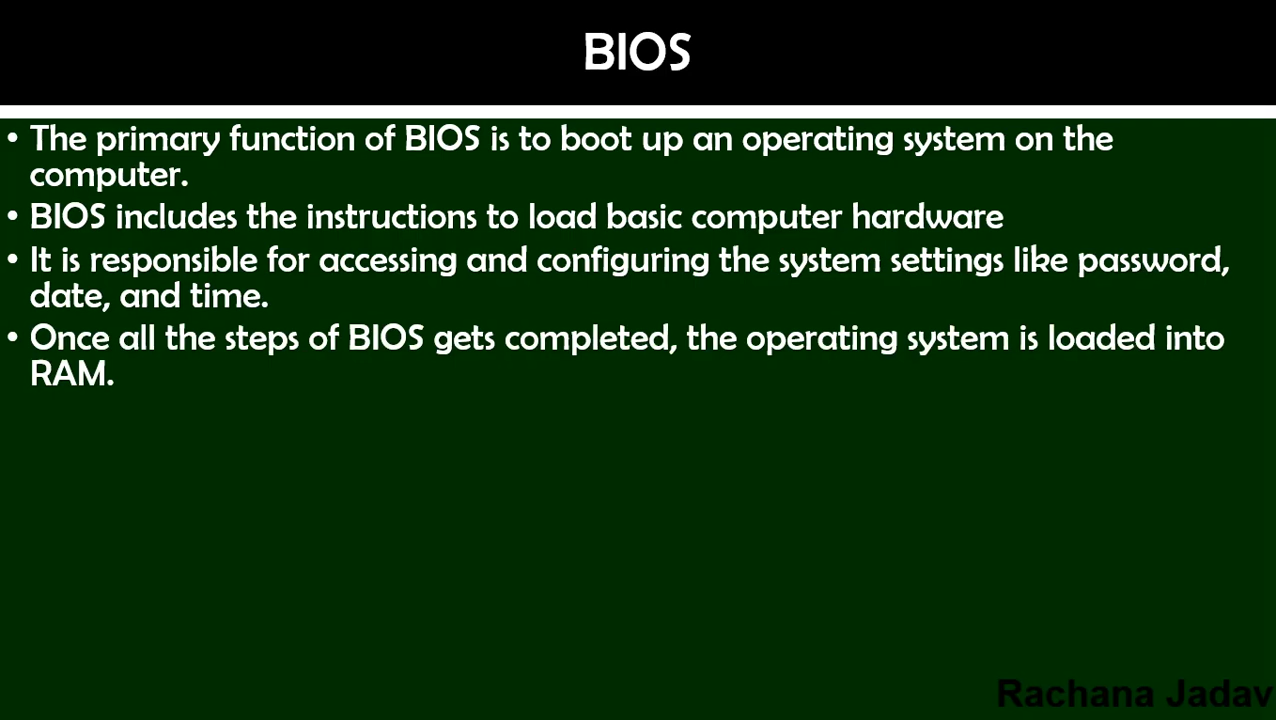 BIOS
• The primary function of BIOS is to boot up an operating system on the
computer.
• BIOS includes the instructions to load basic computer hardware
• It is responsible for accessing and configuring the system settings like password,
date, and time.
• Once all the steps of BIOS gets completed, the operating system is loaded into
RAM.
Rachana Jadav